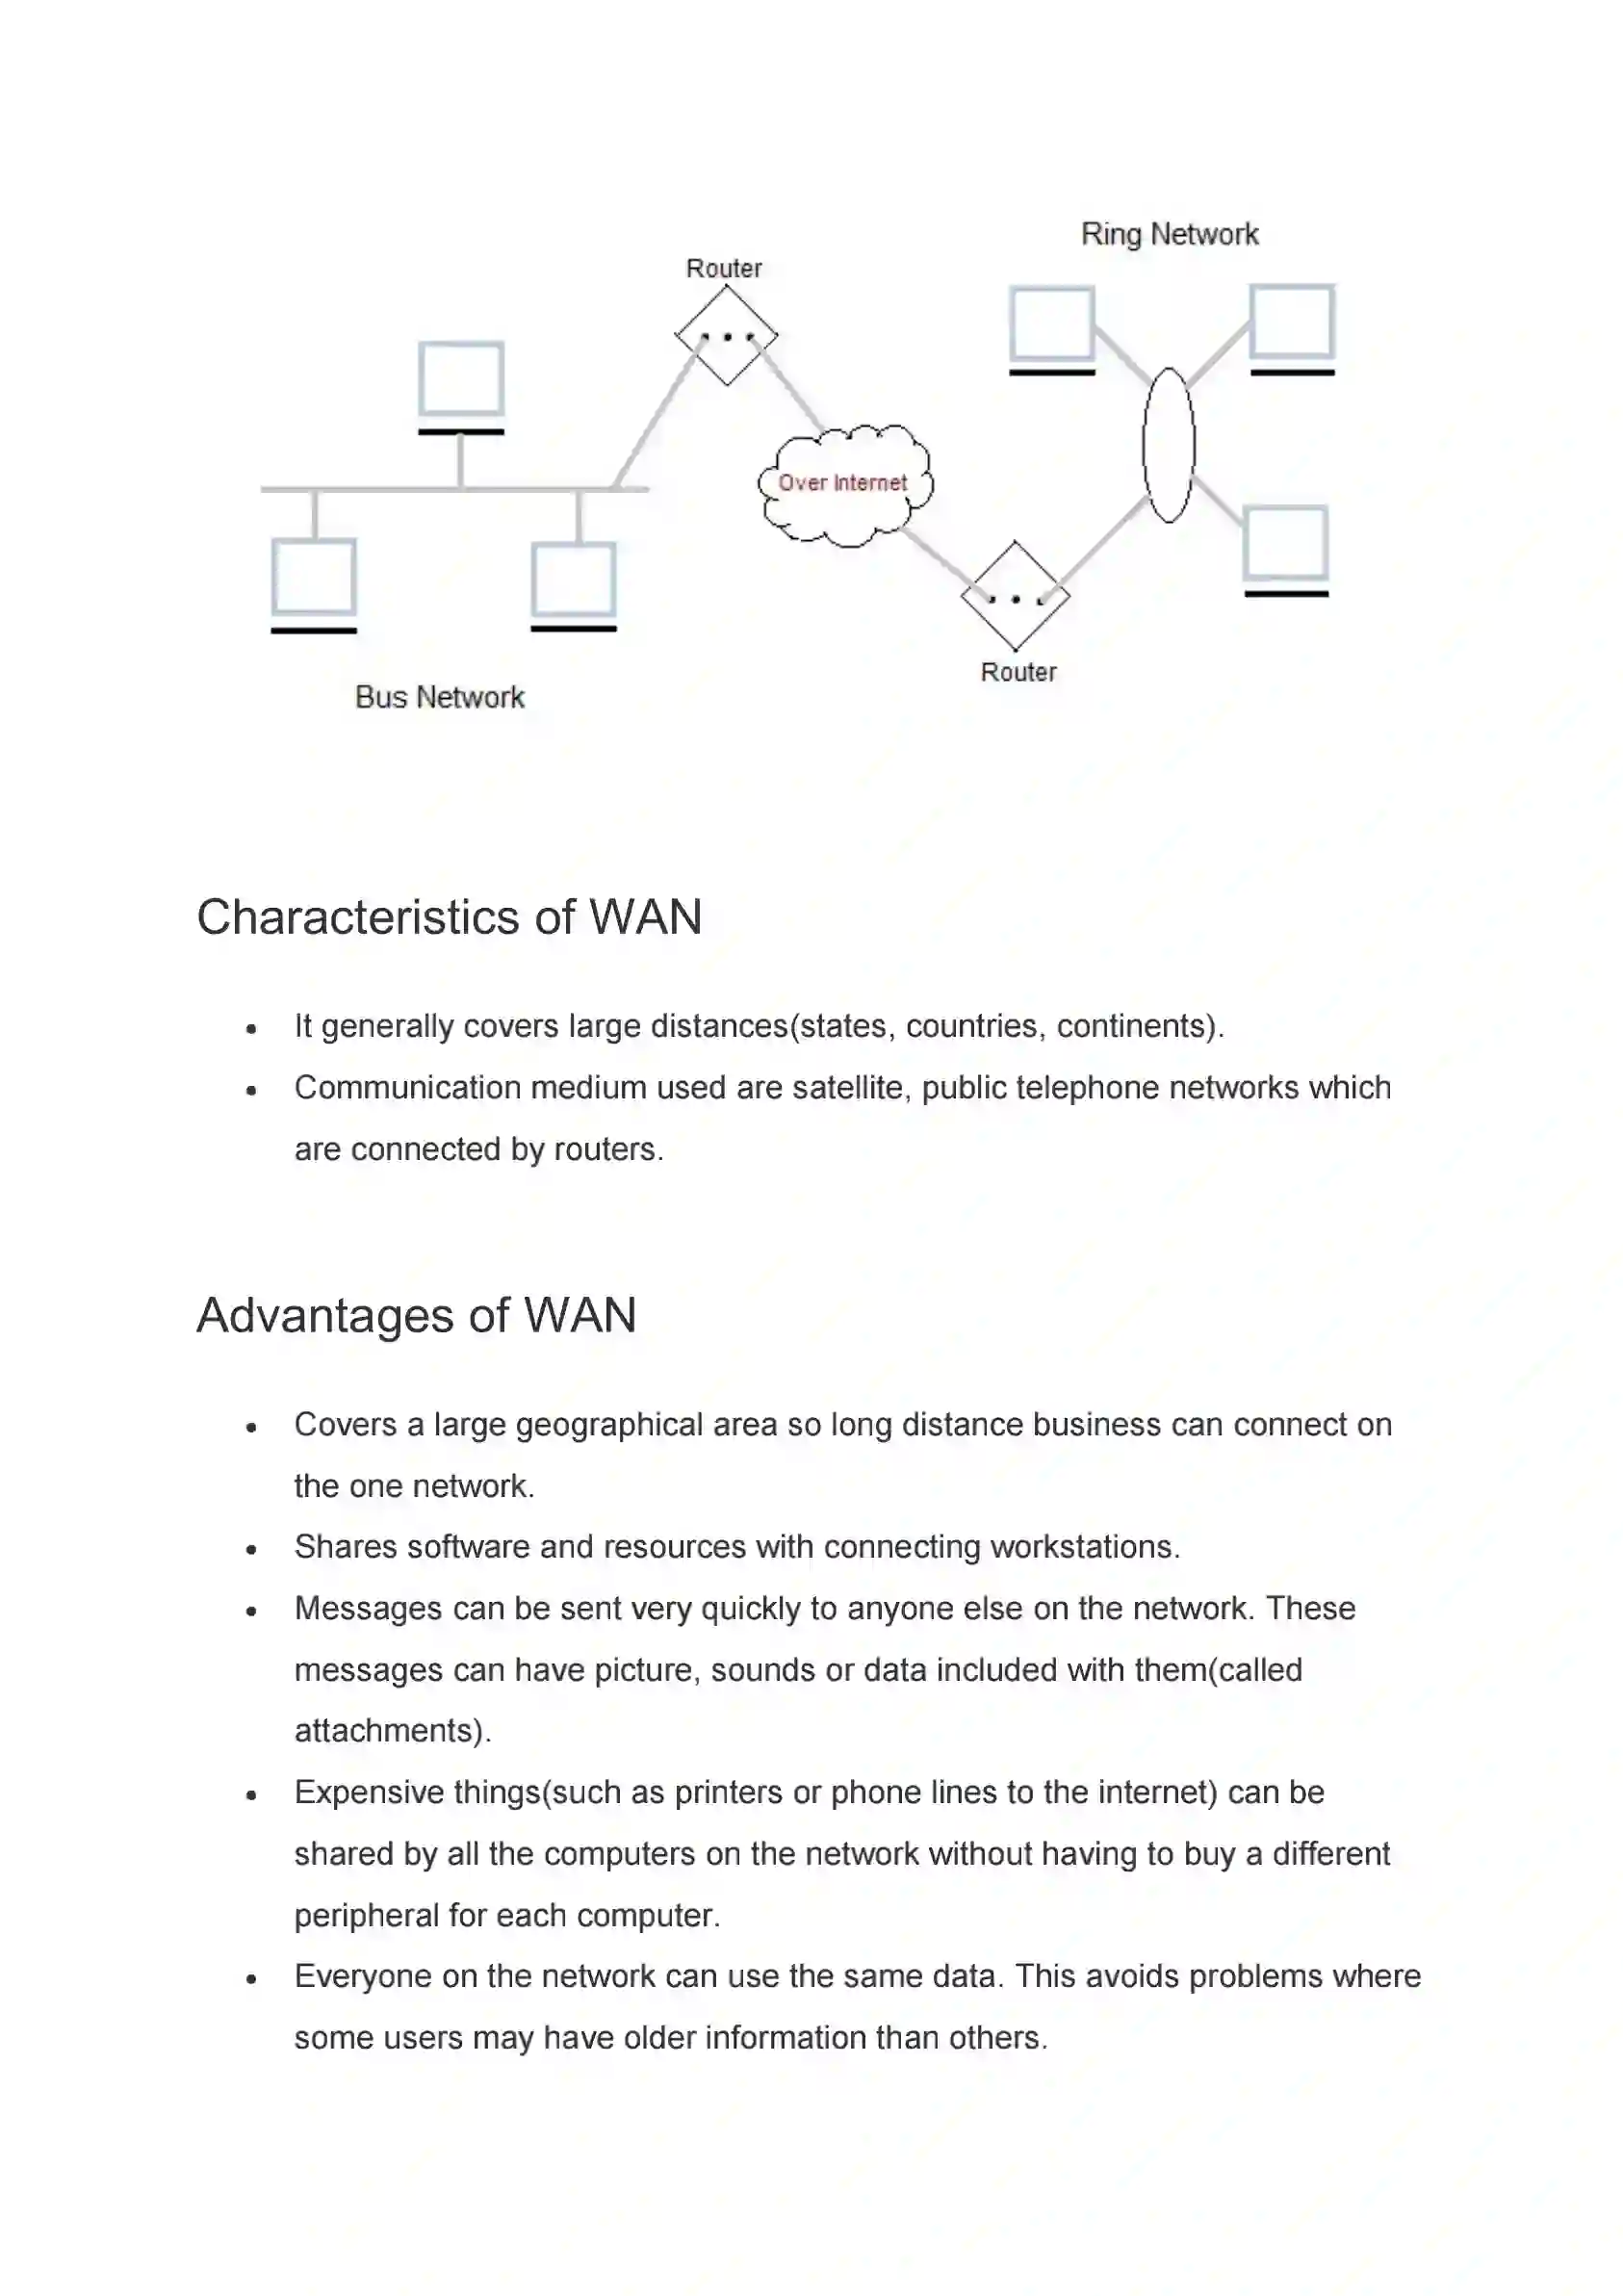 Ring Network
Router
Over Internet
Router
Bus Network
Characteristics of WAN
• It generally covers large distances(states, countries, continents).
• Communication medium used are satellite, public telephone networks which
are connected by routers.
Advantages of WAN
• Covers a large geographical area so long distance business can connect on
the one network.
• Shares software and resources with connecting workstations.
• Messages can be sent very quickly to anyone else on the network. These
messages can have picture, sounds or data included with them(called
attachments).
• Expensive things(such as printers or phone lines to the internet) can be
shared by all the computers on the network without having to buy a different
peripheral for each computer.
• Everyone on the network can use the same data. This avoids problems where
some users may have older information than others.